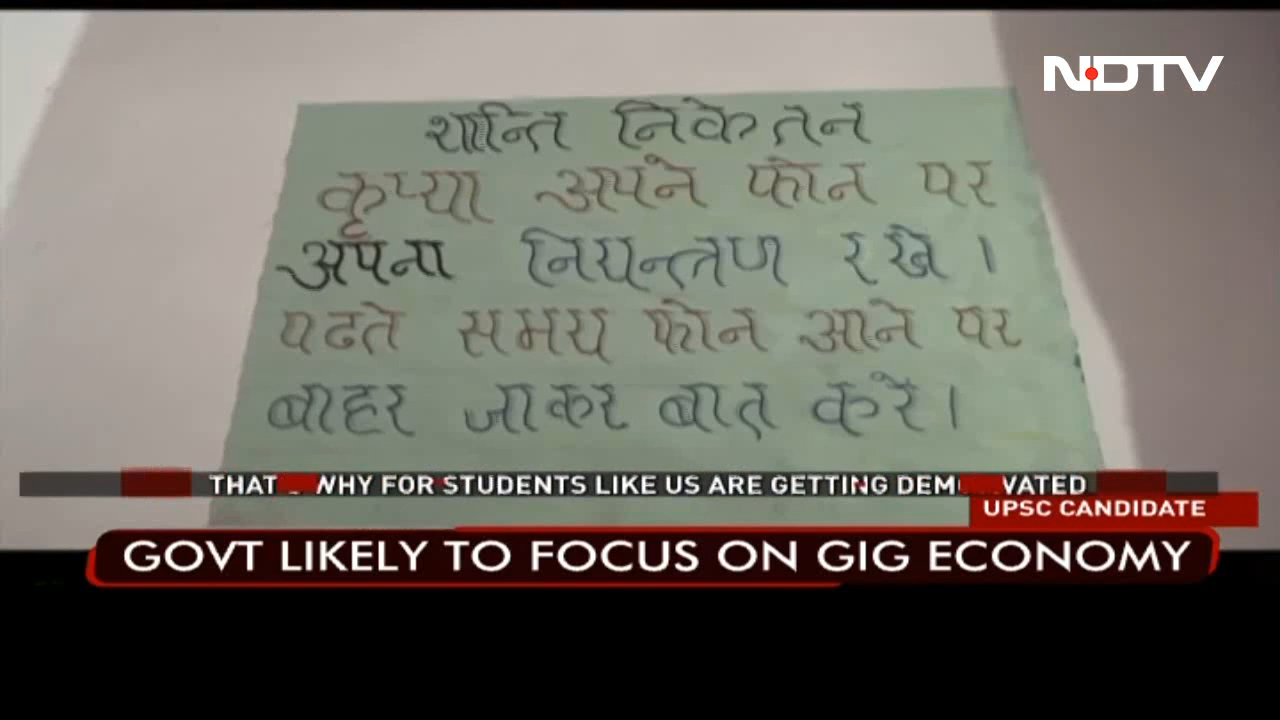 NDTV
शान्ति निकेतन
कृप्या अपने फोन पर
अपना नियन्त्रण रखे।
पढते समय फोन आने पर
बाहर जाकर बात करें।
WHY FOR STUDENTS LIKE US ARE GETTING
UPSC CANDIDATE
GOVT LIKELY TO FOCUS ON GIG ECONOMY